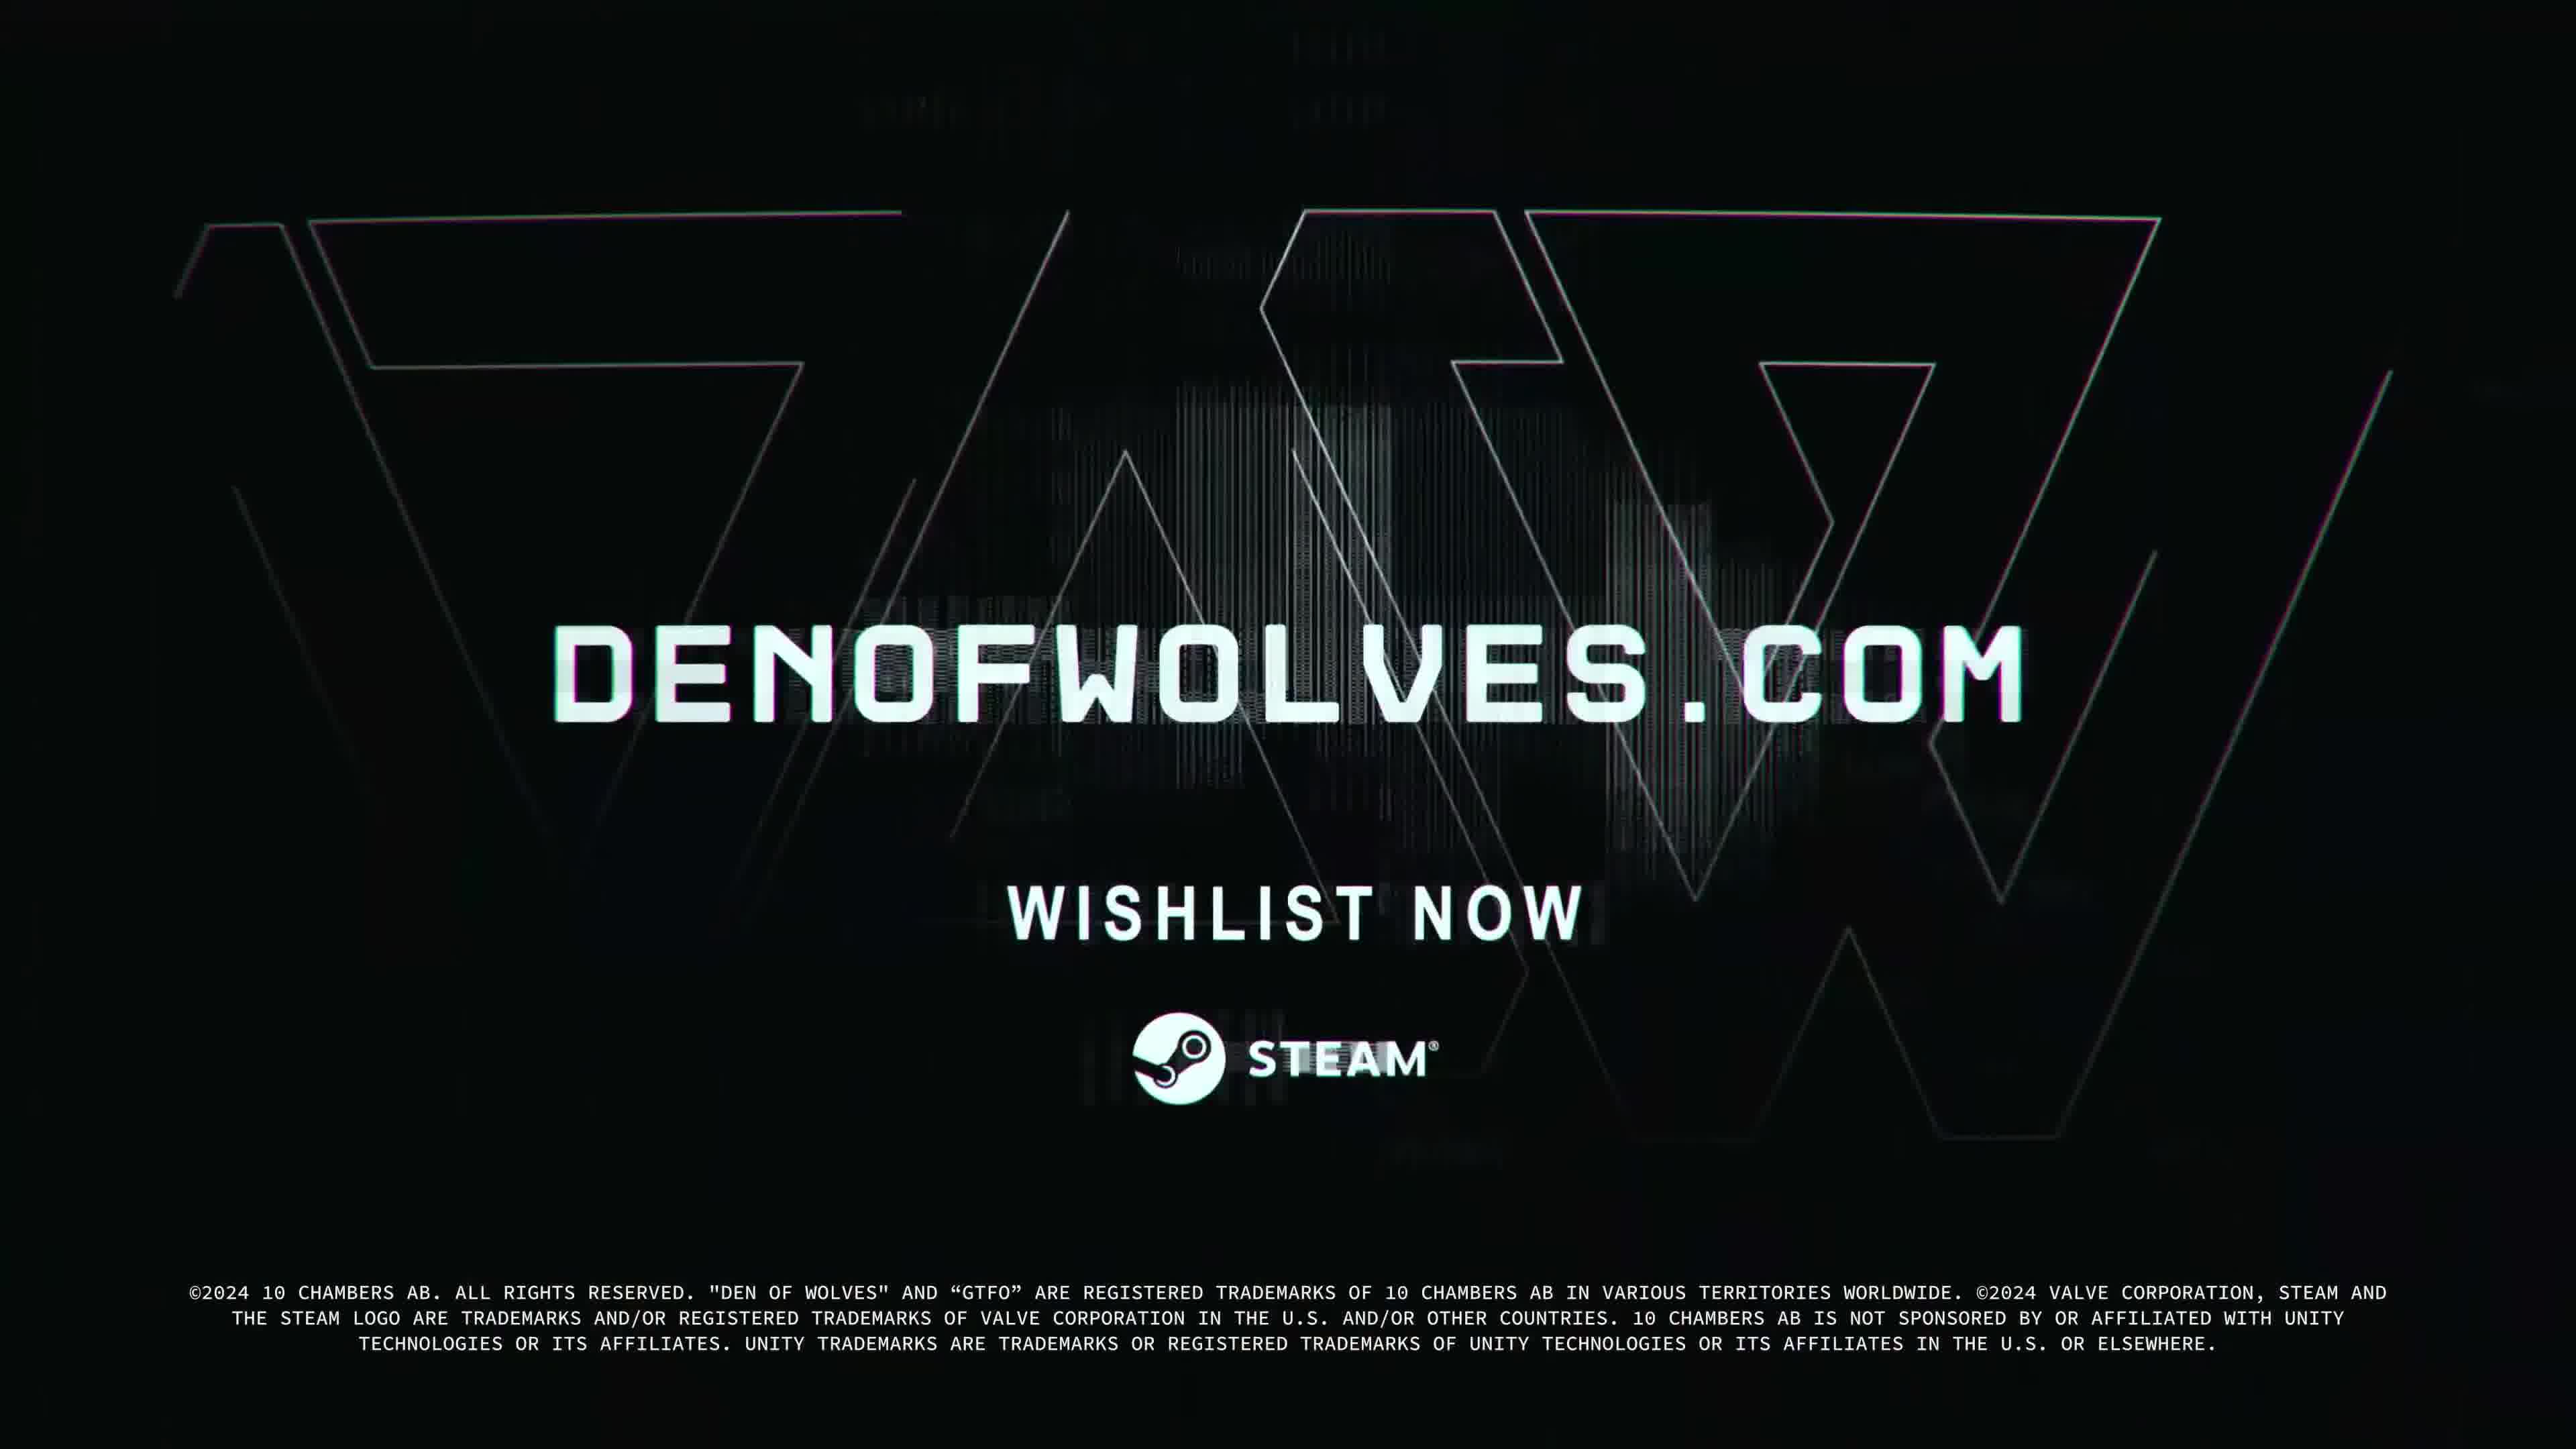 DENOFWOLVES.COM
WISHLIST NOW
STEAM®
©2024 10 CHAMBERS AB. ALL RIGHTS RESERVED. "DEN OF WOLVES" AND “GTFO” ARE REGISTERED TRADEMARKS OF 10 CHAMBERS AB IN VARIOUS TERRITORIES WORLDWIDE. ©2024 VALVE CORPORATION, STEAM AND
THE STEAM LOGO ARE TRADEMARKS AND/OR REGISTERED TRADEMARKS OF VALVE CORPORATION IN THE U.S. AND/OR OTHER COUNTRIES. 10 CHAMBERS AB IS NOT SPONSORED BY OR AFFILIATED WITH UNITY
TECHNOLOGIES OR ITS AFFILIATES. UNITY TRADEMARKS ARE TRADEMARKS OR REGISTERED TRADEMARKS OF UNITY TECHNOLOGIES OR ITS AFFILIATES IN THE U.S. OR ELSEWHERE.